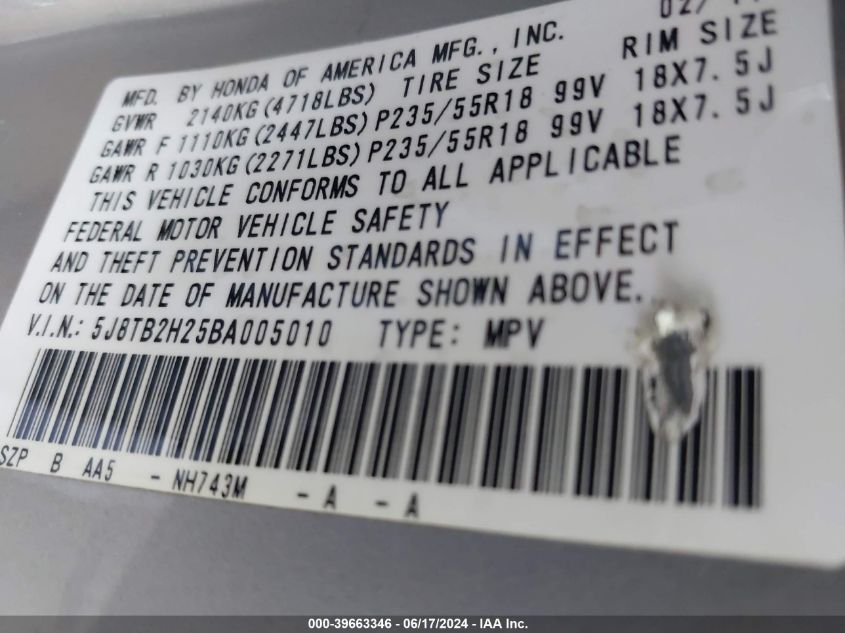 02/
MFD. BY HONDA OF AMERICA MFG., INC.
GVWR 2140KG(4718LBS) TIRE SIZE RIM SIZE
GAWR F 1110KG(2447LBS) P235/55R18 99V 18X7.5J
GAWR R 1030KG(2271LBS) P235/55R18 99V 18X7.5J
THIS VEHICLE CONFORMS TO ALL APPLICABLE
FEDERAL MOTOR VEHICLE SAFETY
AND THEFT PREVENTION STANDARDS IN EFFECT
ON THE DATE OF MANUFACTURE SHOWN ABOVE.
V.I.N.: 5J8TB2H25BA005010 TYPE: MPV
SZP B AA5 - NH743M - A - A
000-39663346 - 06/17/2024 - IAA Inc.